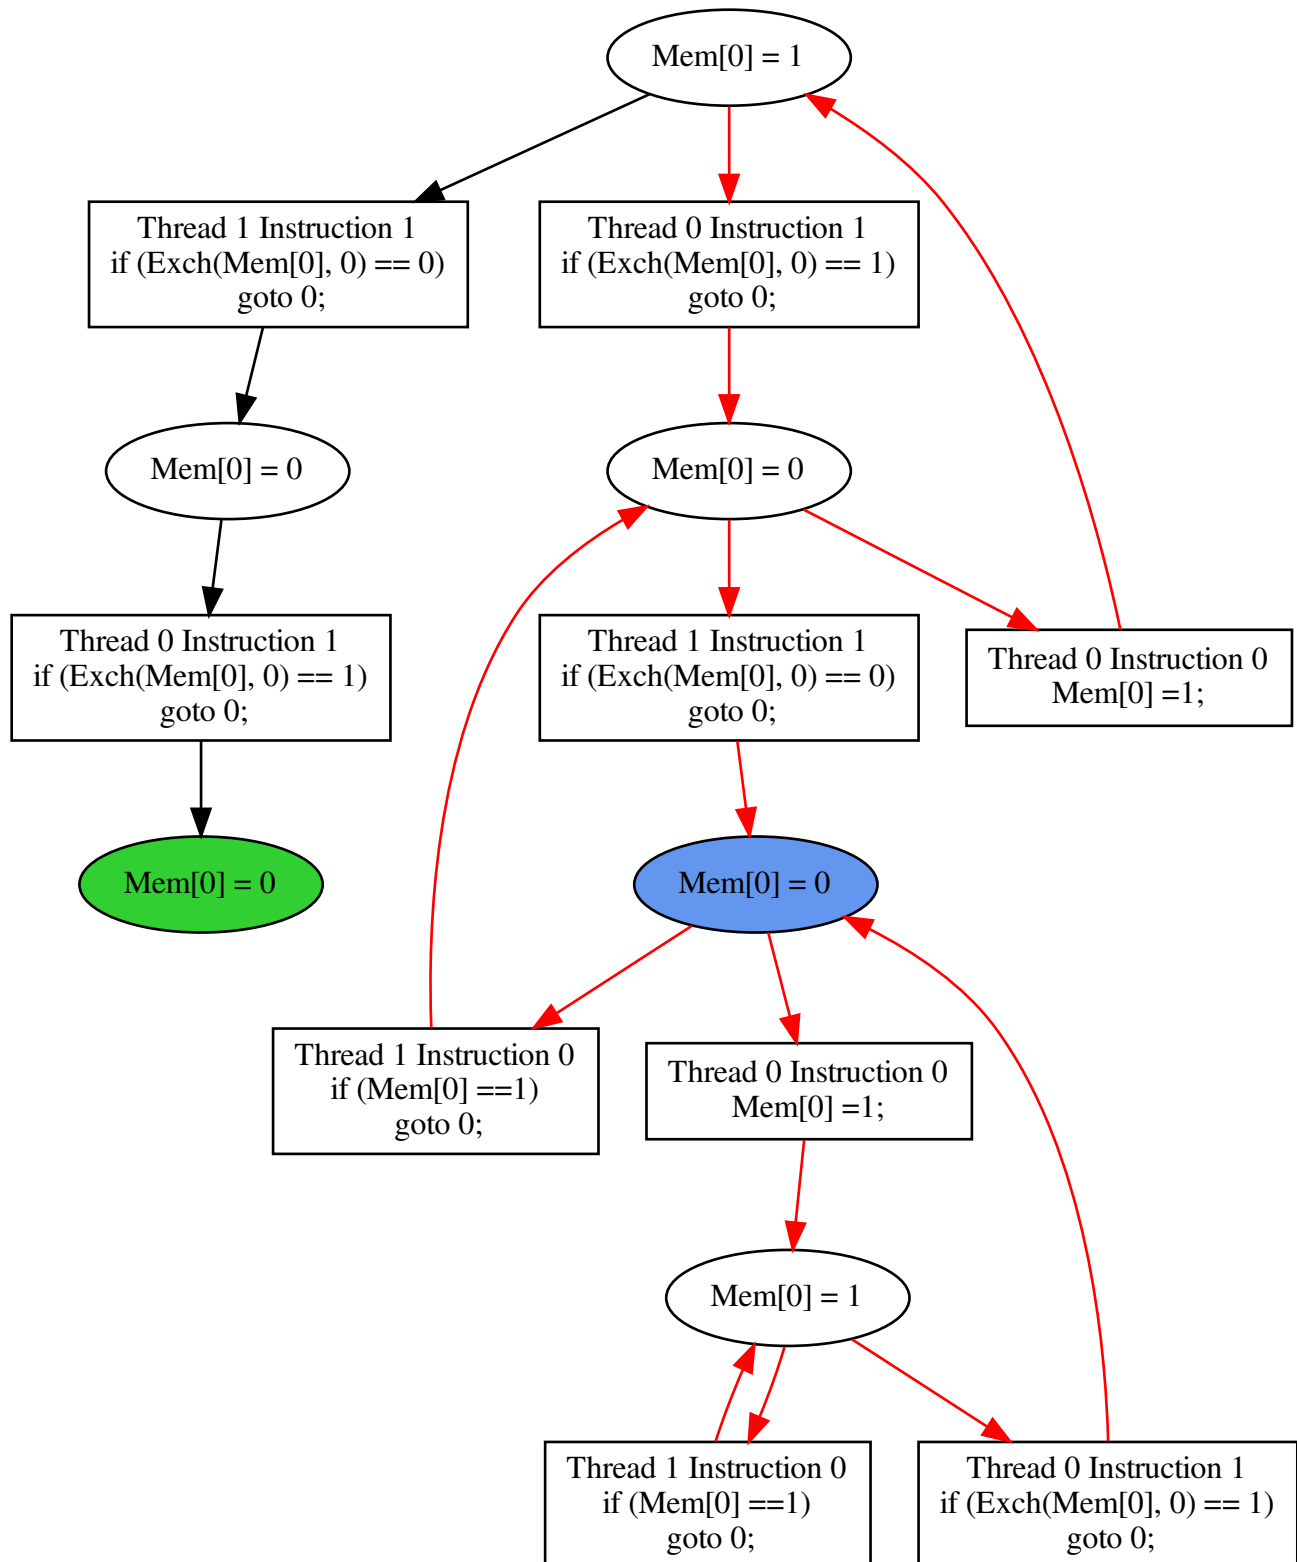 Mem[0] = 1
Thread 1 Instruction 1
if (Exch(Mem[0], 0) == 0)
goto 0;
Thread 0 Instruction 1
if (Exch(Mem[0], 0) == 1)
goto 0;
Mem[0] = 0
Mem[0] = 0
Thread 0 Instruction 1
if (Exch(Mem[0], 0) == 1)
goto 0;
Thread 1 Instruction 1
if (Exch(Mem[0], 0) == 0)
goto 0;
Thread 0 Instruction 0
Mem[0] =1;
Mem[0] = 0
Mem[0] = 0
Thread 1 Instruction 0
if (Mem[0] ==1)
goto 0;
Thread 0 Instruction 0
Mem[0] =1;
Mem[0] = 1
Thread 1 Instruction 0
if (Mem[0] ==1)
goto 0;
Thread 0 Instruction 1
if (Exch(Mem[0], 0) == 1)
goto 0;